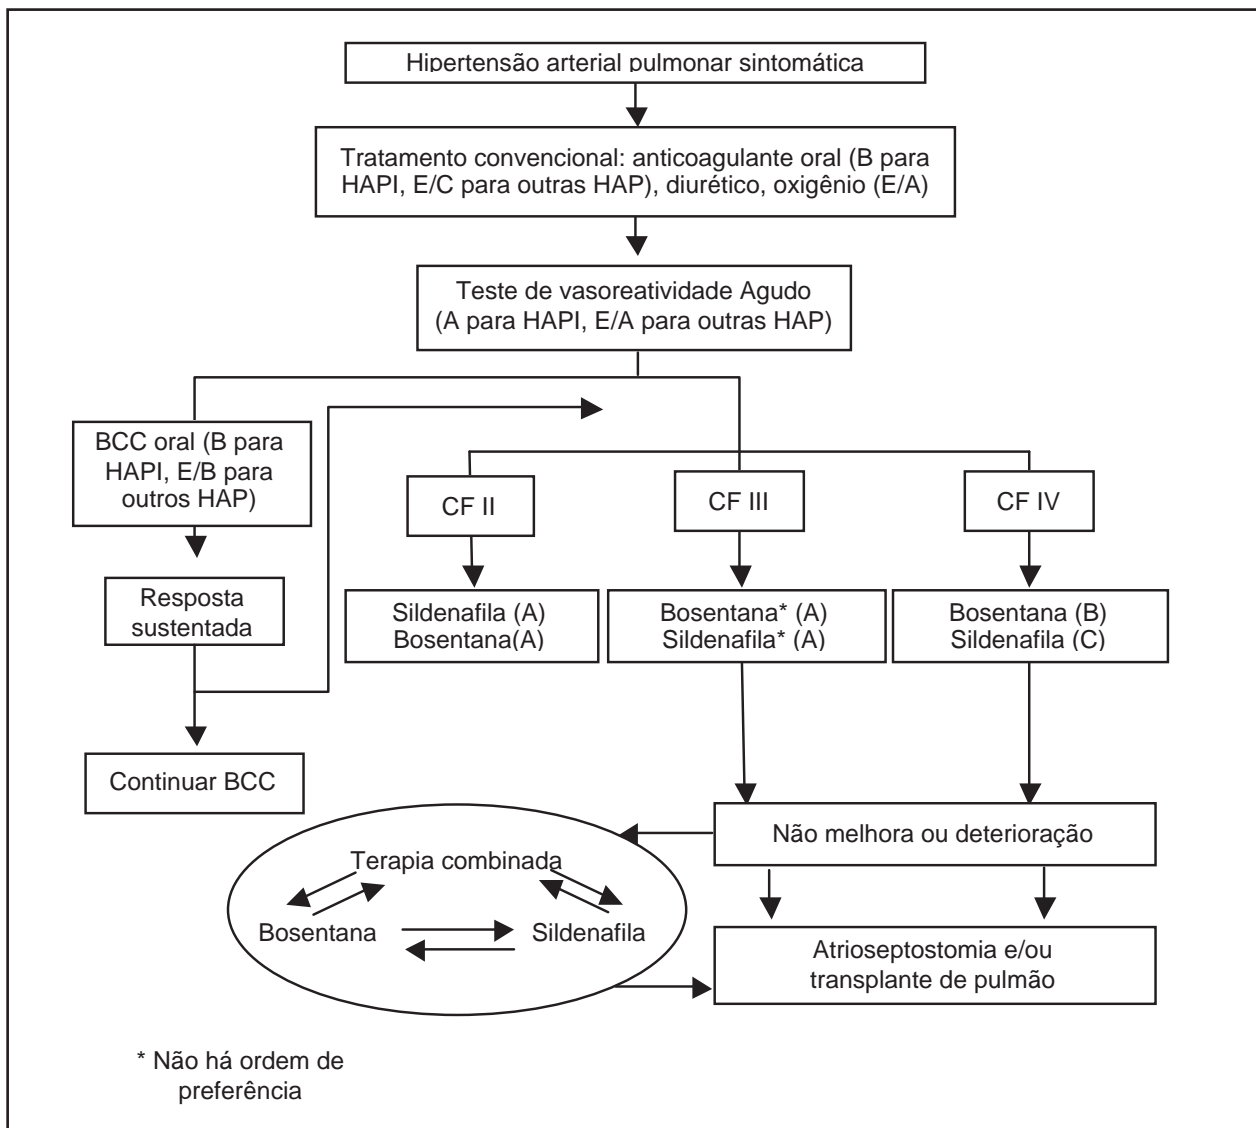 Hipertensão arterial pulmonar sintomática
Tratamento convencional: anticoagulante oral (B para
HAPI, E/C para outras HAP), diurético, oxigênio (E/A)
Teste de vasoreatividade Agudo
(A para HAPI, E/A para outras HAP)
BCC oral (B para
HAPI, E/B para
outros HAP)
CF II
CF III
CF IV
Resposta
sustentada
Sildenafila (A)
Bosentana(A)
Bosentana* (A)
Sildenafila* (A)
Bosentana (B)
Sildenafila (C)
Continuar BCC
Não melhora ou deterioração
Terapia combinada
Bosentana
Sildenafila
Atrioseptostomia e/ou
transplante de pulmão
* Não há ordem de
preferência